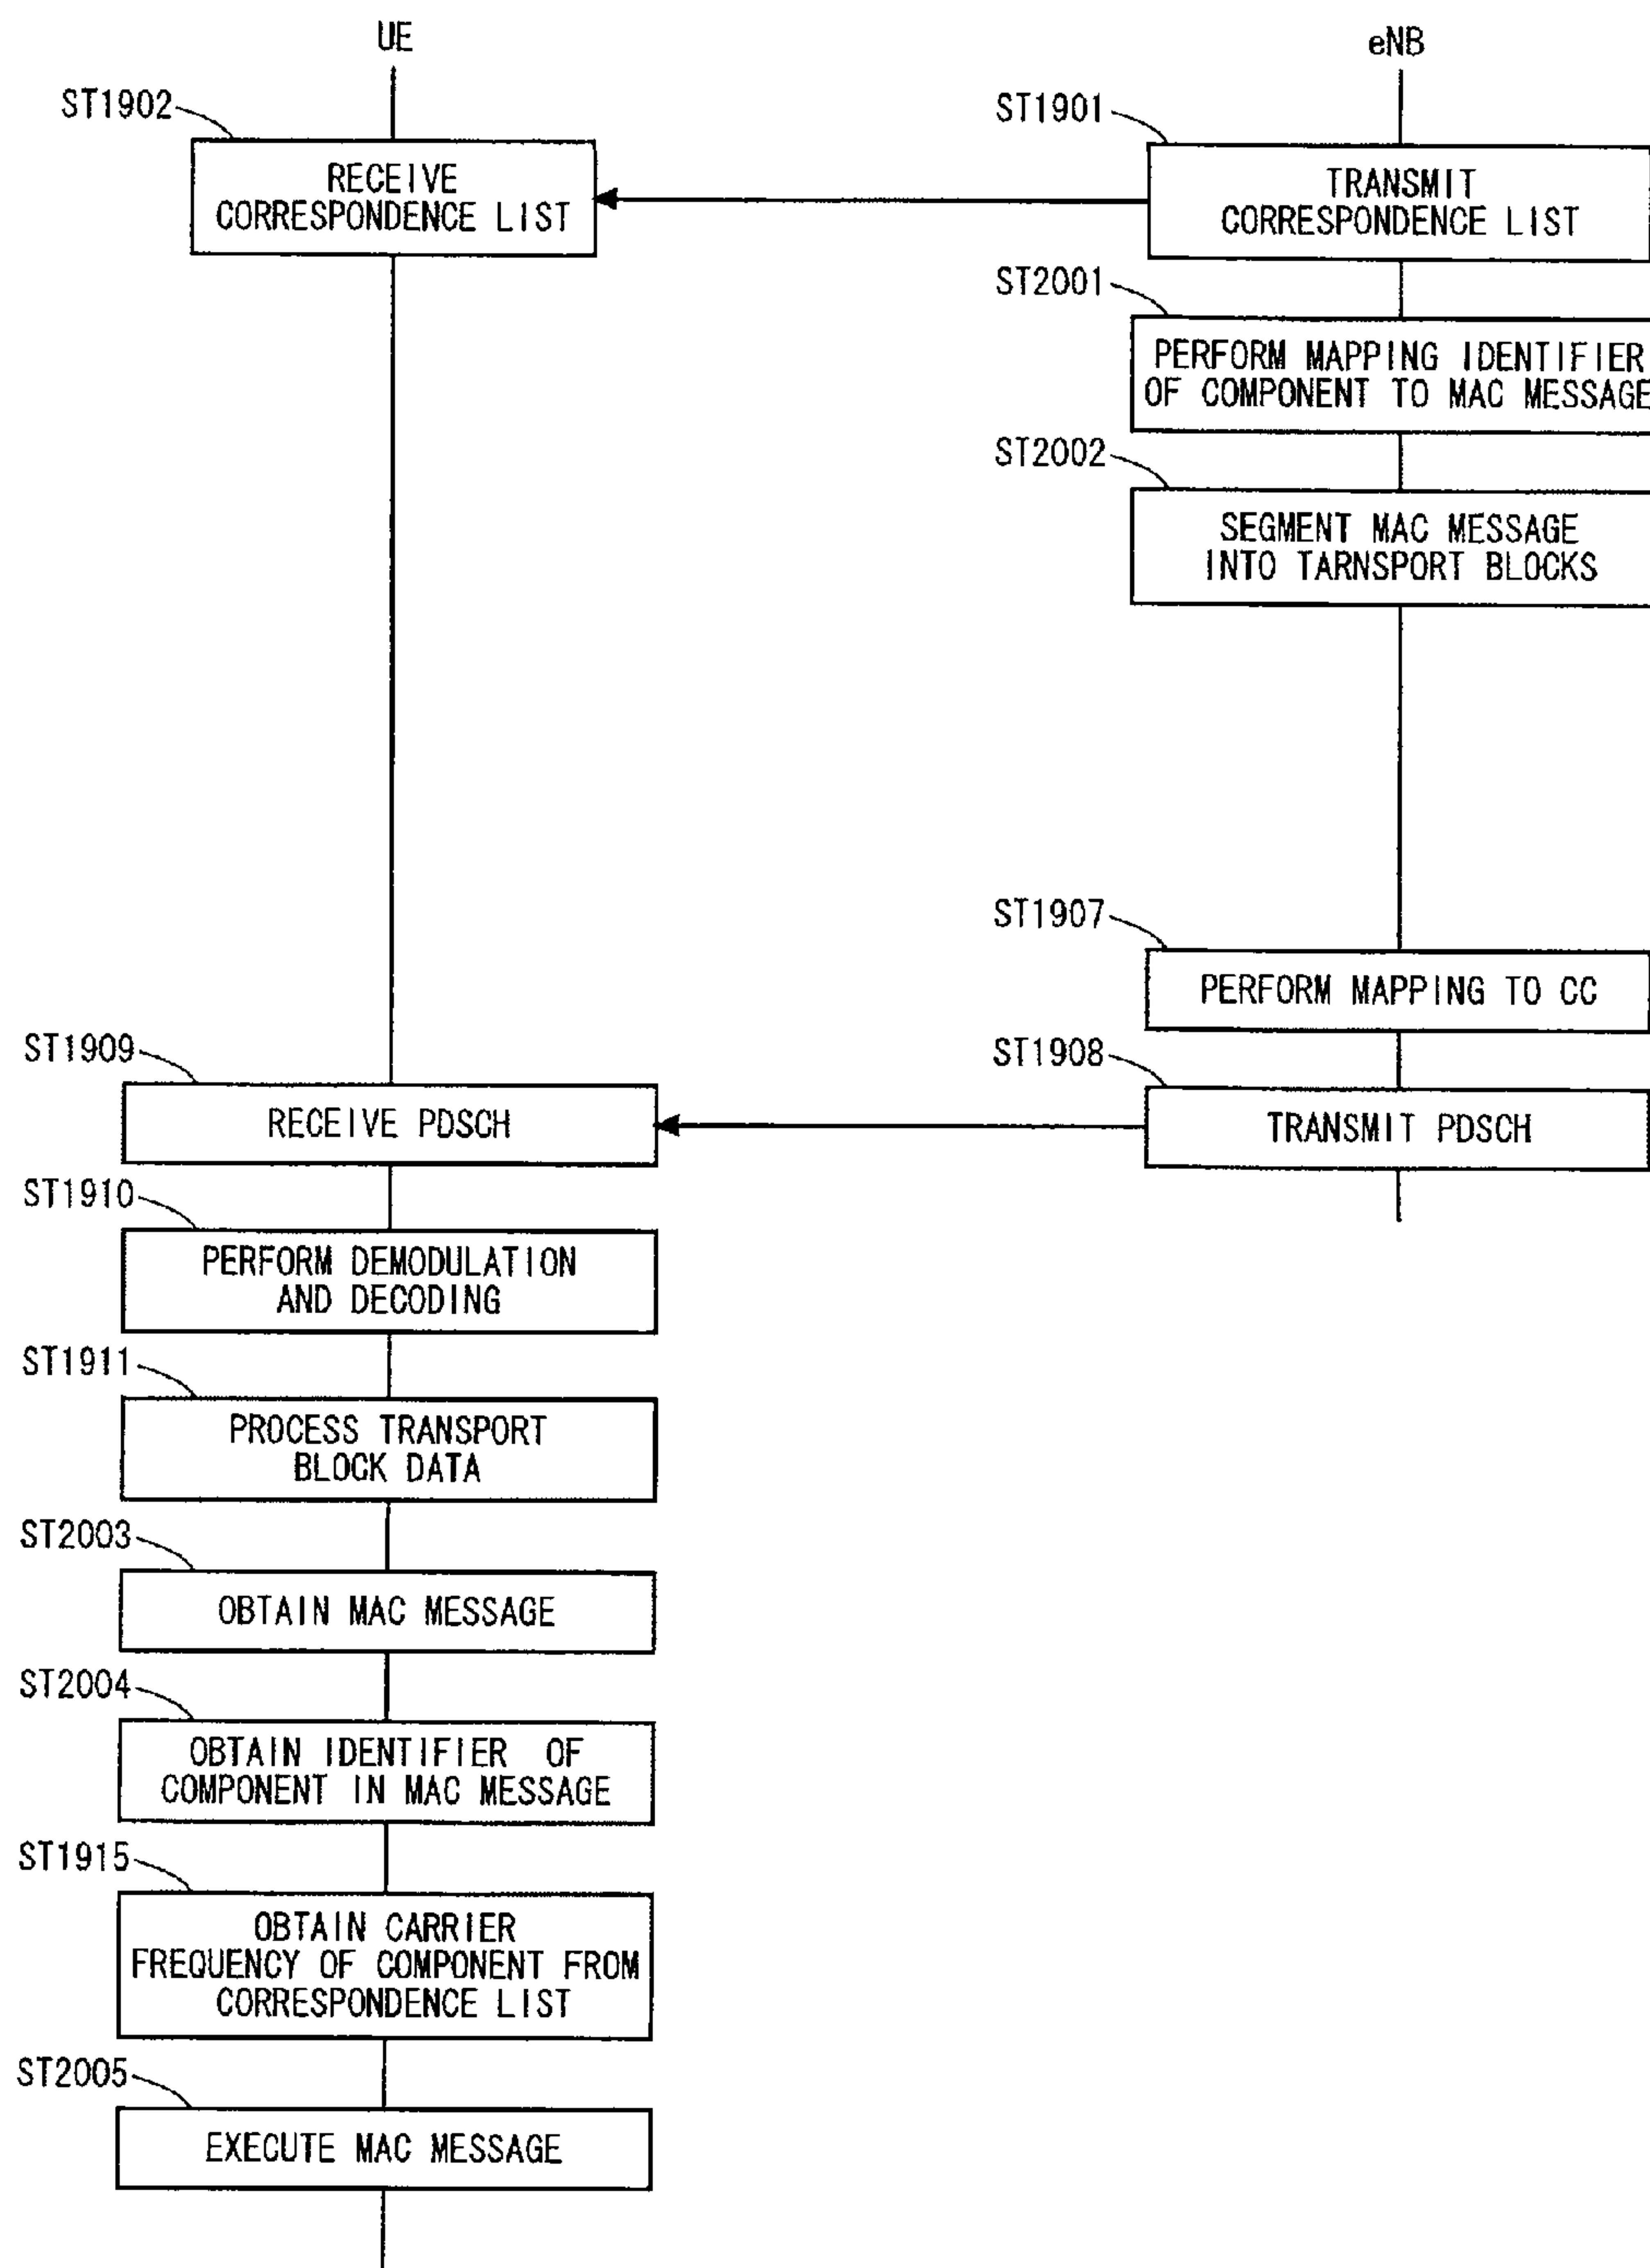 UE
eNB
ST1902
ST1901
RECEIVE
CORRESPONDENCE LIST
TRANSMIT
CORRESPONDENCE LIST
ST2001
PERFORM MAPPING IDENTIFIER
OF COMPONENT TO MAC MESSAGE
ST2002
SEGMENT MAC MESSAGE
INTO TARNSPORT BLOCKS
ST1907
PERFORM MAPPING TO CC
ST1909
ST1908
RECEIVE PDSCH
TRANSMIT PDSCH
ST1910
PERFORM DEMODULATION
AND DECODING
ST1911
PROCESS TRANSPORT
BLOCK DATA
ST2003
OBTAIN MAC MESSAGE
ST2004
OBTAIN IDENTIFIER OF
COMPONENT IN MAC MESSAGE
ST1915
OBTAIN CARRIER
FREQUENCY OF COMPONENT FROM
CORRESPONDENCE LIST
ST2005
EXECUTE MAC MESSAGE